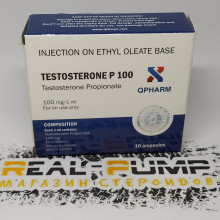 INJECTION ON ETHYL OLEATE BASE
TESTOSTERONE P 100
Testosterone Propionate
QPHARM
100 mg/1 ml
For im use only
COMPOSITION
10 ampoules
REAL PUMP
МАГАЗИН СТЕРОИДОВ